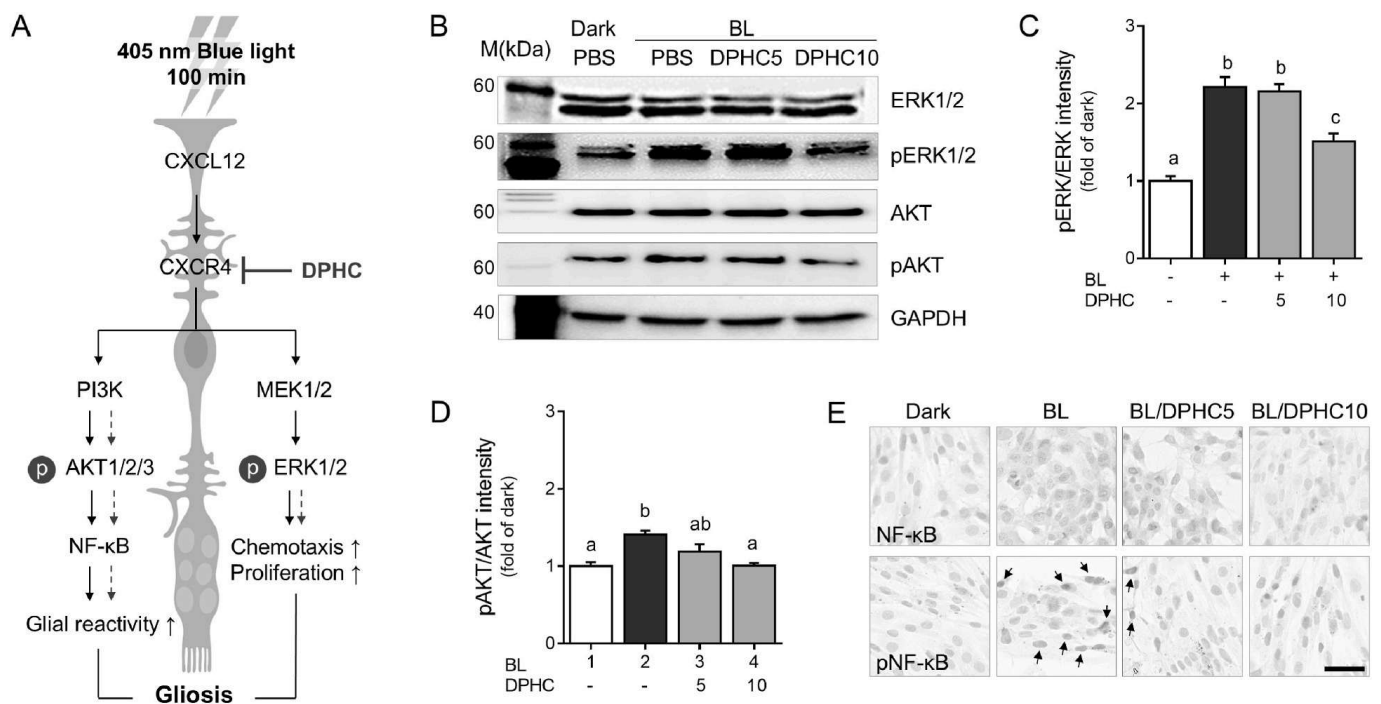 A
405 nm Blue light
100 min
CXCL12
CXCR4
DPHC
PI3K
MEK1/2
p
AKT1/2/3
p
ERK1/2
NF-κB
Chemotaxis ↑
Proliferation ↑
Glial reactivity ↑
Gliosis
B
Dark
BL
M(kDa)
PBS
PBS
DPHC5
DPHC10
60
ERK1/2
60
pERK1/2
60
AKT
60
pAKT
40
GAPDH
C
pERK/ERK intensity
(fold of dark)
3
2
1
0
a
b
b
c
BL - + + +
DPHC - - 5 10
D
pAKT/AKT intensity
(fold of dark)
3
2
1
0
a
b
ab
a
BL 1 2 3 4
DPHC - - 5 10
E
Dark
BL
BL/DPHC5
BL/DPHC10
NF-κB
pNF-κB